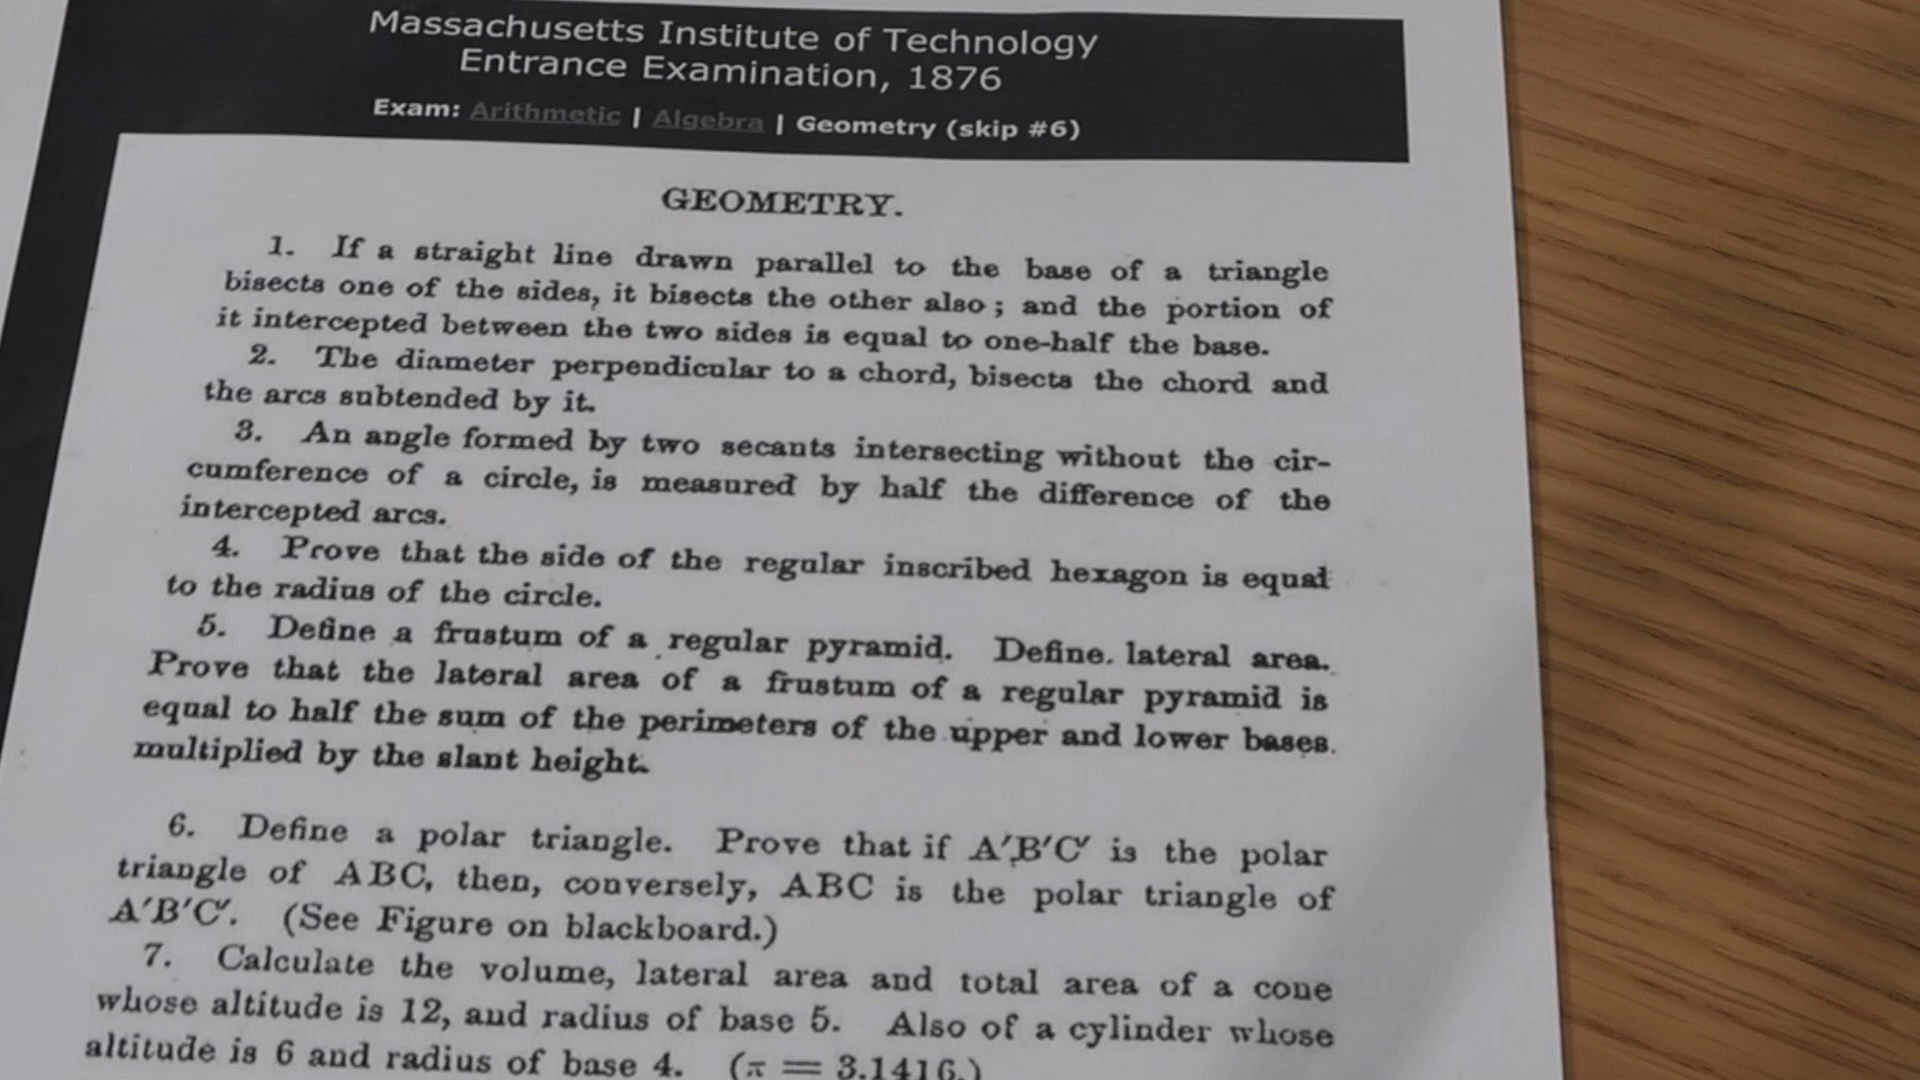 Massachusetts Institute of Technology
Entrance Examination, 1876
Exam: Arithmetic | Algebra | Geometry (skip #6)
GEOMETRY.
1. If a straight line drawn parallel to the base of a triangle
bisects one of the sides, it bisects the other also; and the portion of
it intercepted between the two sides is equal to one-half the base.
2. The diameter perpendicular to a chord, bisects the chord and
the arcs subtended by it.
3. An angle formed by two secants intersecting without the cir-
cumference of a circle, is measured by half the difference of the
intercepted arcs.
4. Prove that the side of the regular inscribed hexagon is equal
to the radius of the circle.
5. Define a frustum of a regular pyramid. Define. lateral area.
Prove that the lateral area of a frustum of a regular pyramid is
equal to half the sum of the perimeters of the upper and lower bases.
multiplied by the slant height.
6. Define a polar triangle. Prove that if A′B′C′ is the polar
triangle of ABC, then, conversely, ABC is the polar triangle of
A′B′C′. (See Figure on blackboard.)
7. Calculate the volume, lateral area and total area of a cone
whose altitude is 12, and radius of base 5. Also of a cylinder whose
altitude is 6 and radius of base 4. (π = 3.1416.)